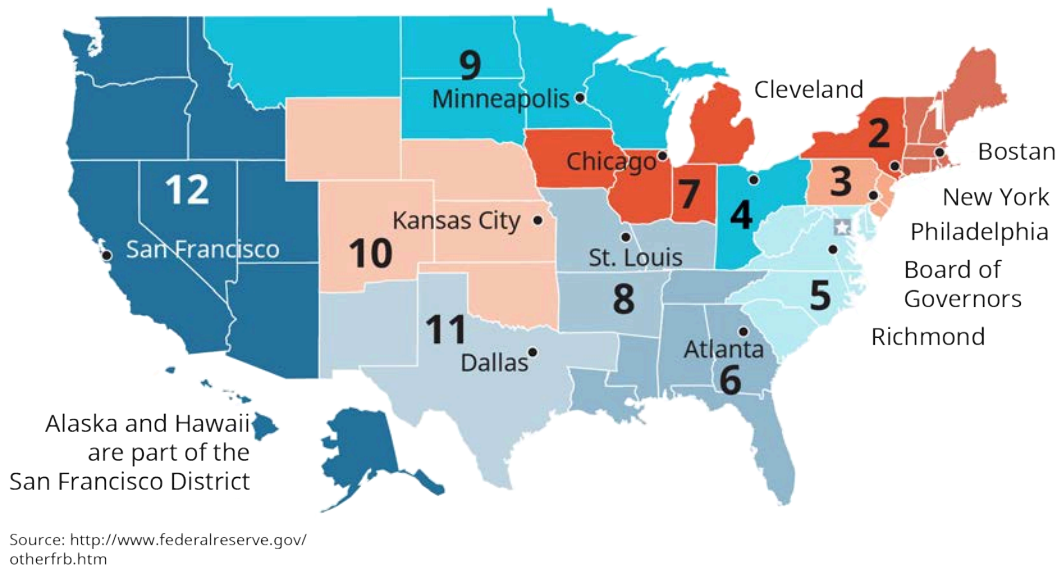 9
Minneapolis
Cleveland
1
2
Bostan
Chicago
7
3
12
4
New York
Kansas City
Philadelphia
San Francisco
10
St. Louis
Board of
Governors
8
5
11
Richmond
Atlanta
Dallas
6
Alaska and Hawaii
are part of the
San Francisco District
Source: http://www.federalreserve.gov/
otherfrb.htm